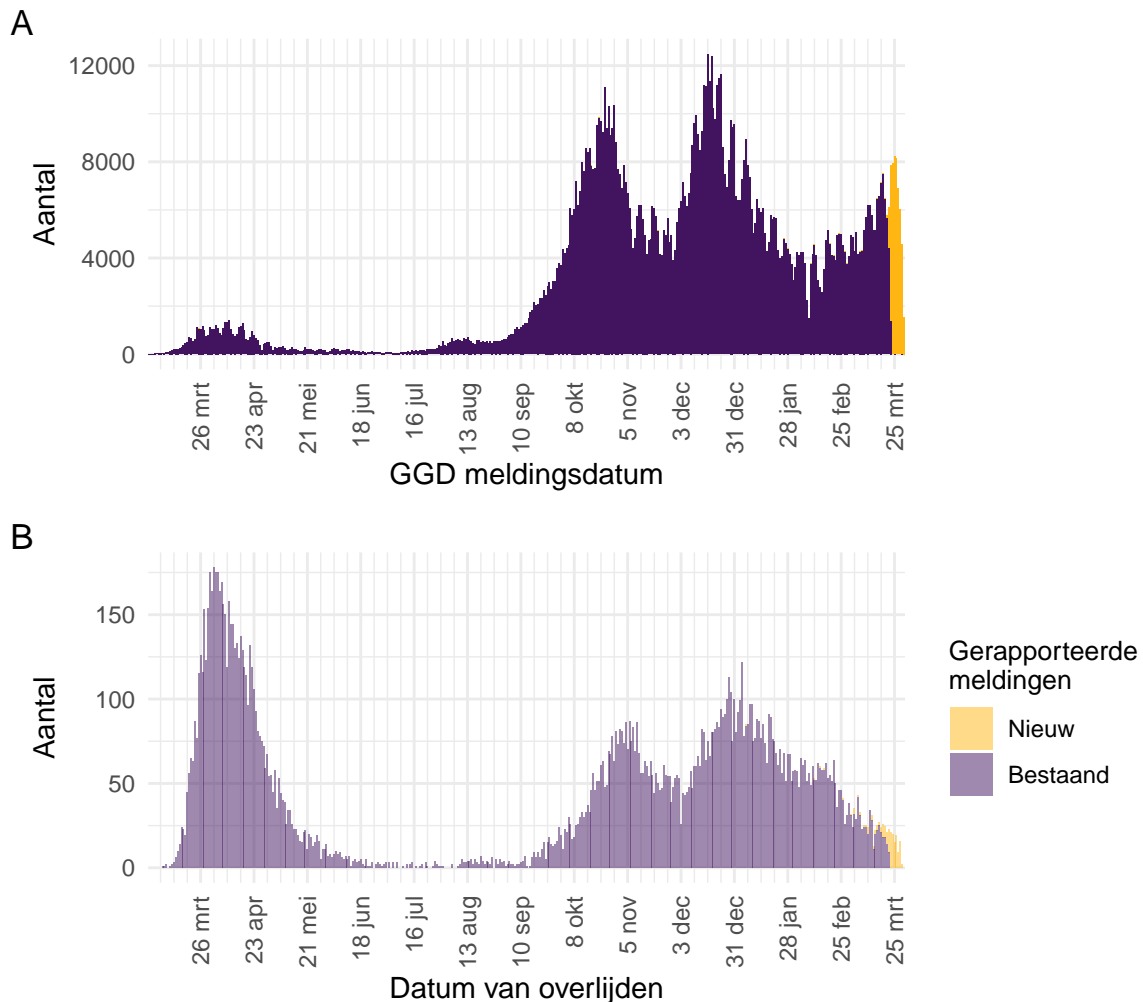 A
12000
8000
4000
0
Aantal
26 mrt
23 apr
21 mei
18 jun
16 jul
13 aug
10 sep
8 okt
5 nov
3 dec
31 dec
28 jan
25 feb
25 mrt
GGD meldingsdatum
B
150
100
50
0
Aantal
26 mrt
23 apr
21 mei
18 jun
16 jul
13 aug
10 sep
8 okt
5 nov
3 dec
31 dec
28 jan
25 feb
25 mrt
Datum van overlijden
Gerapporteerde
meldingen
Nieuw
Bestaand